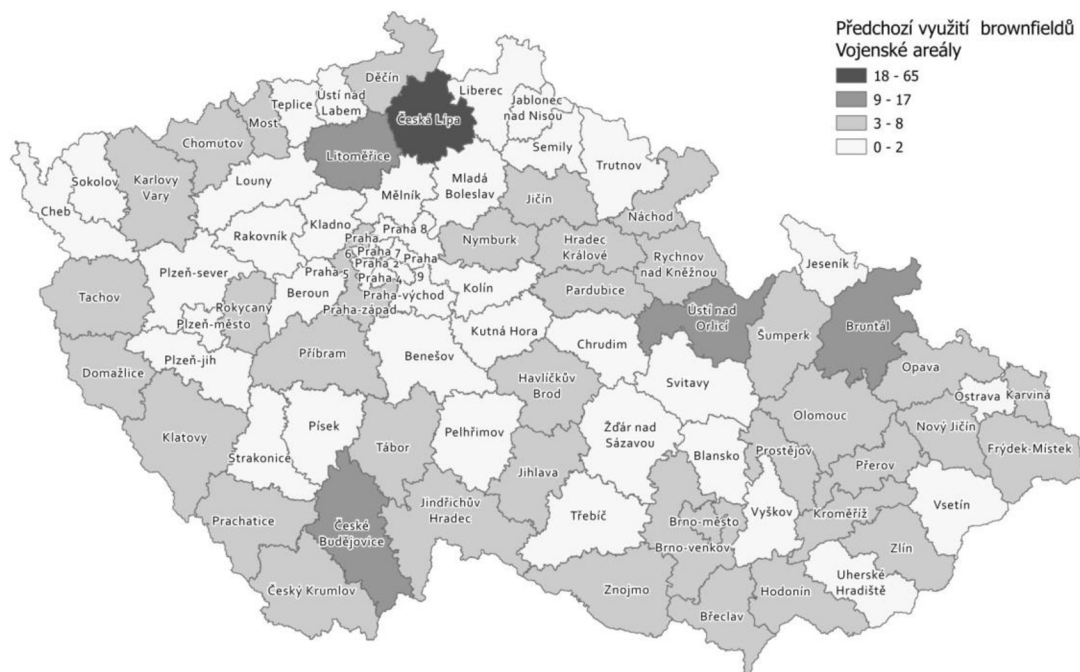 Předchozí využití brownfieldů
Vojenské areály
18 - 65
9 - 17
3 - 8
0 - 2
Děčín
Liberec
Ústí nad
Labem
Teplice
Jablonec
nad Nisou
Česká Lípa
Most
Semily
Chomutov
Litoměřice
Trutnov
Sokolov
Karlovy
Vary
Louny
Mladá
Boleslav
Mělník
Jičín
Cheb
Náchod
Kladno
Rakovník
Praha 8
Praha
6
Praha 7
Praha 2
Praha
9
Praha 5
Praha 4
Nymburk
Hradec
Králové
Rychnov
nad Kněžnou
Jeseník
Plzeň-sever
Tachov
Beroun
Praha-východ
Praha-západ
Kolín
Pardubice
Rokycany
Plzeň-město
Ústí nad
Orlicí
Bruntál
Šumperk
Kutná Hora
Chrudim
Příbram
Benešov
Plzeň-jih
Domažlice
Opava
Ostrava
Karviná
Havlíčkův
Brod
Svitavy
Olomouc
Klatovy
Písek
Tábor
Pelhřimov
Žďár nad
Sázavou
Nový Jičín
Frýdek-Místek
Strakonice
Blansko
Prostějov
Přerov
Jihlava
Jindřichův
Hradec
Vsetín
Prachatice
České
Budějovice
Třebíč
Brno-město
Vyškov
Kroměříž
Brno-venkov
Zlín
Český Krumlov
Znojmo
Hodonín
Uherské
Hradiště
Břeclav